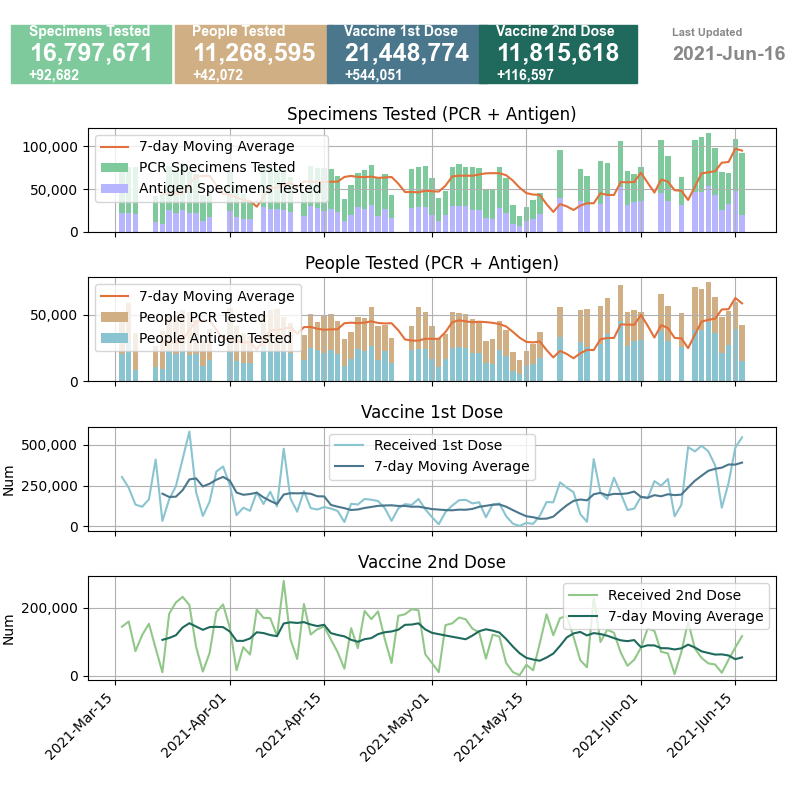 Specimens Tested
16,797,671
+92,682
People Tested
11,268,595
+42,072
Vaccine 1st Dose
21,448,774
+544,051
Vaccine 2nd Dose
11,815,618
+116,597
Last Updated
2021-Jun-16
Specimens Tested (PCR + Antigen)
100,000
50,000
0
7-day Moving Average
PCR Specimens Tested
Antigen Specimens Tested
People Tested (PCR + Antigen)
50,000
0
7-day Moving Average
People PCR Tested
People Antigen Tested
Vaccine 1st Dose
Num
500,000
250,000
0
Received 1st Dose
7-day Moving Average
Vaccine 2nd Dose
Num
200,000
0
Received 2nd Dose
7-day Moving Average
2021-Mar-15
2021-Apr-01
2021-Apr-15
2021-May-01
2021-May-15
2021-Jun-01
2021-Jun-15